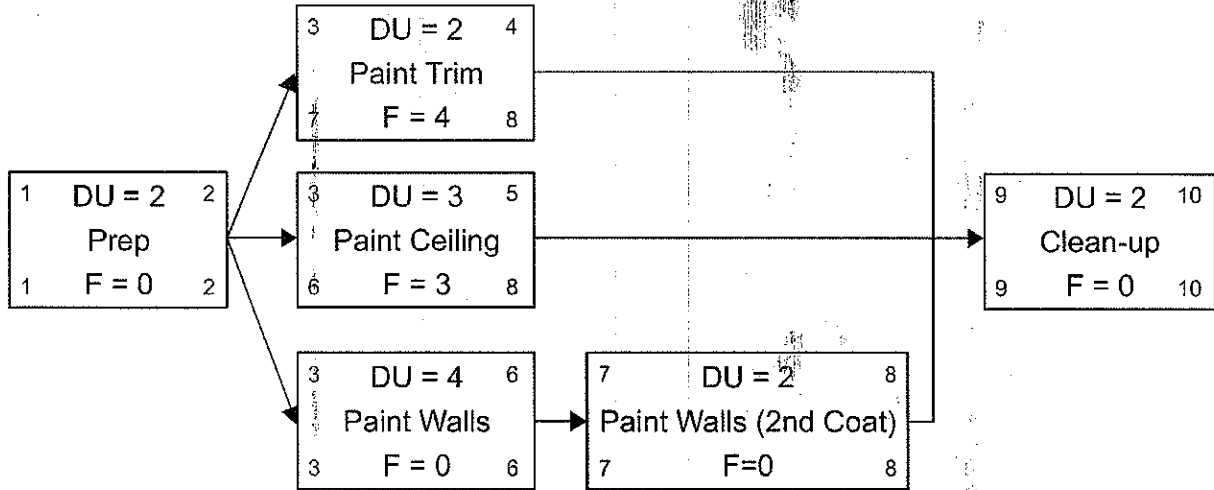 3 DU = 2 4
Paint Trim
7 F = 4 8
1 DU = 2 2
Prep
1 F = 0 2
3 DU = 3 5
Paint Ceiling
6 F = 3 8
9 DU = 2 10
Clean-up
9 F = 0 10
3 DU = 4 6
Paint Walls
3 F = 0 6
7 DU = 2 8
Paint Walls (2nd Coat)
7 F=0 8